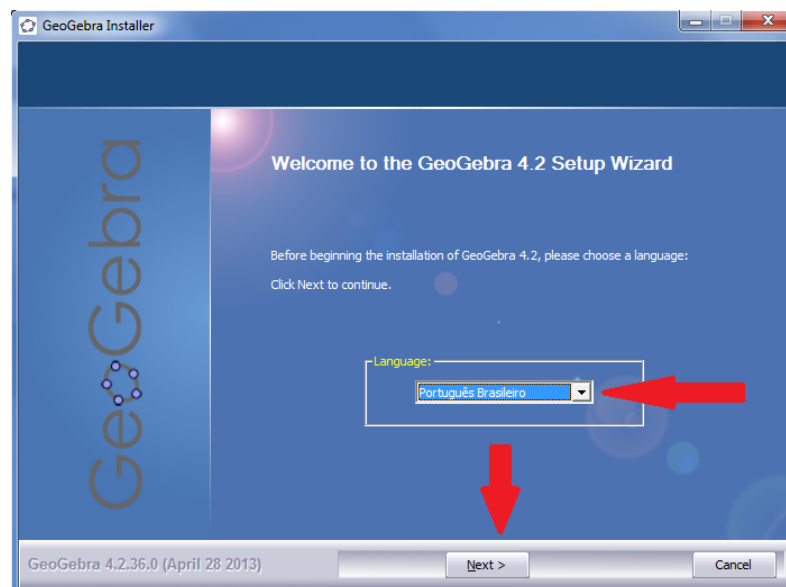 GeoGebra Installer
GeoGebra
Welcome to the GeoGebra 4.2 Setup Wizard
Before beginning the installation of GeoGebra 4.2, please choose a language:
Click Next to continue.
Language:
Português Brasileiro
GeoGebra 4.2.36.0 (April 28 2013)
Next >
Cancel